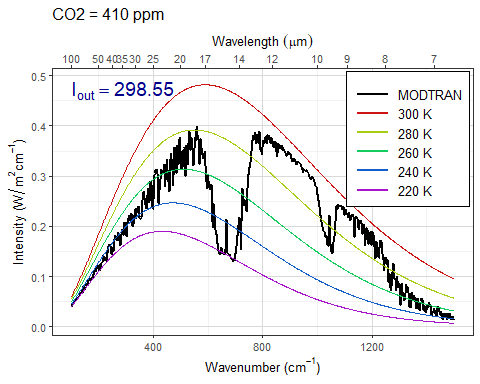 CO2 = 410 ppm
Wavelength (μm)
100 50 40 35 30 25 20 17 14 12 10 9 8 7
I_out = 298.55
MODTRAN
300 K
280 K
260 K
240 K
220 K
Intensity (W/m²cm⁻¹)
0.5
0.4
0.3
0.2
0.1
0.0
400 800 1200
Wavenumber (cm⁻¹)